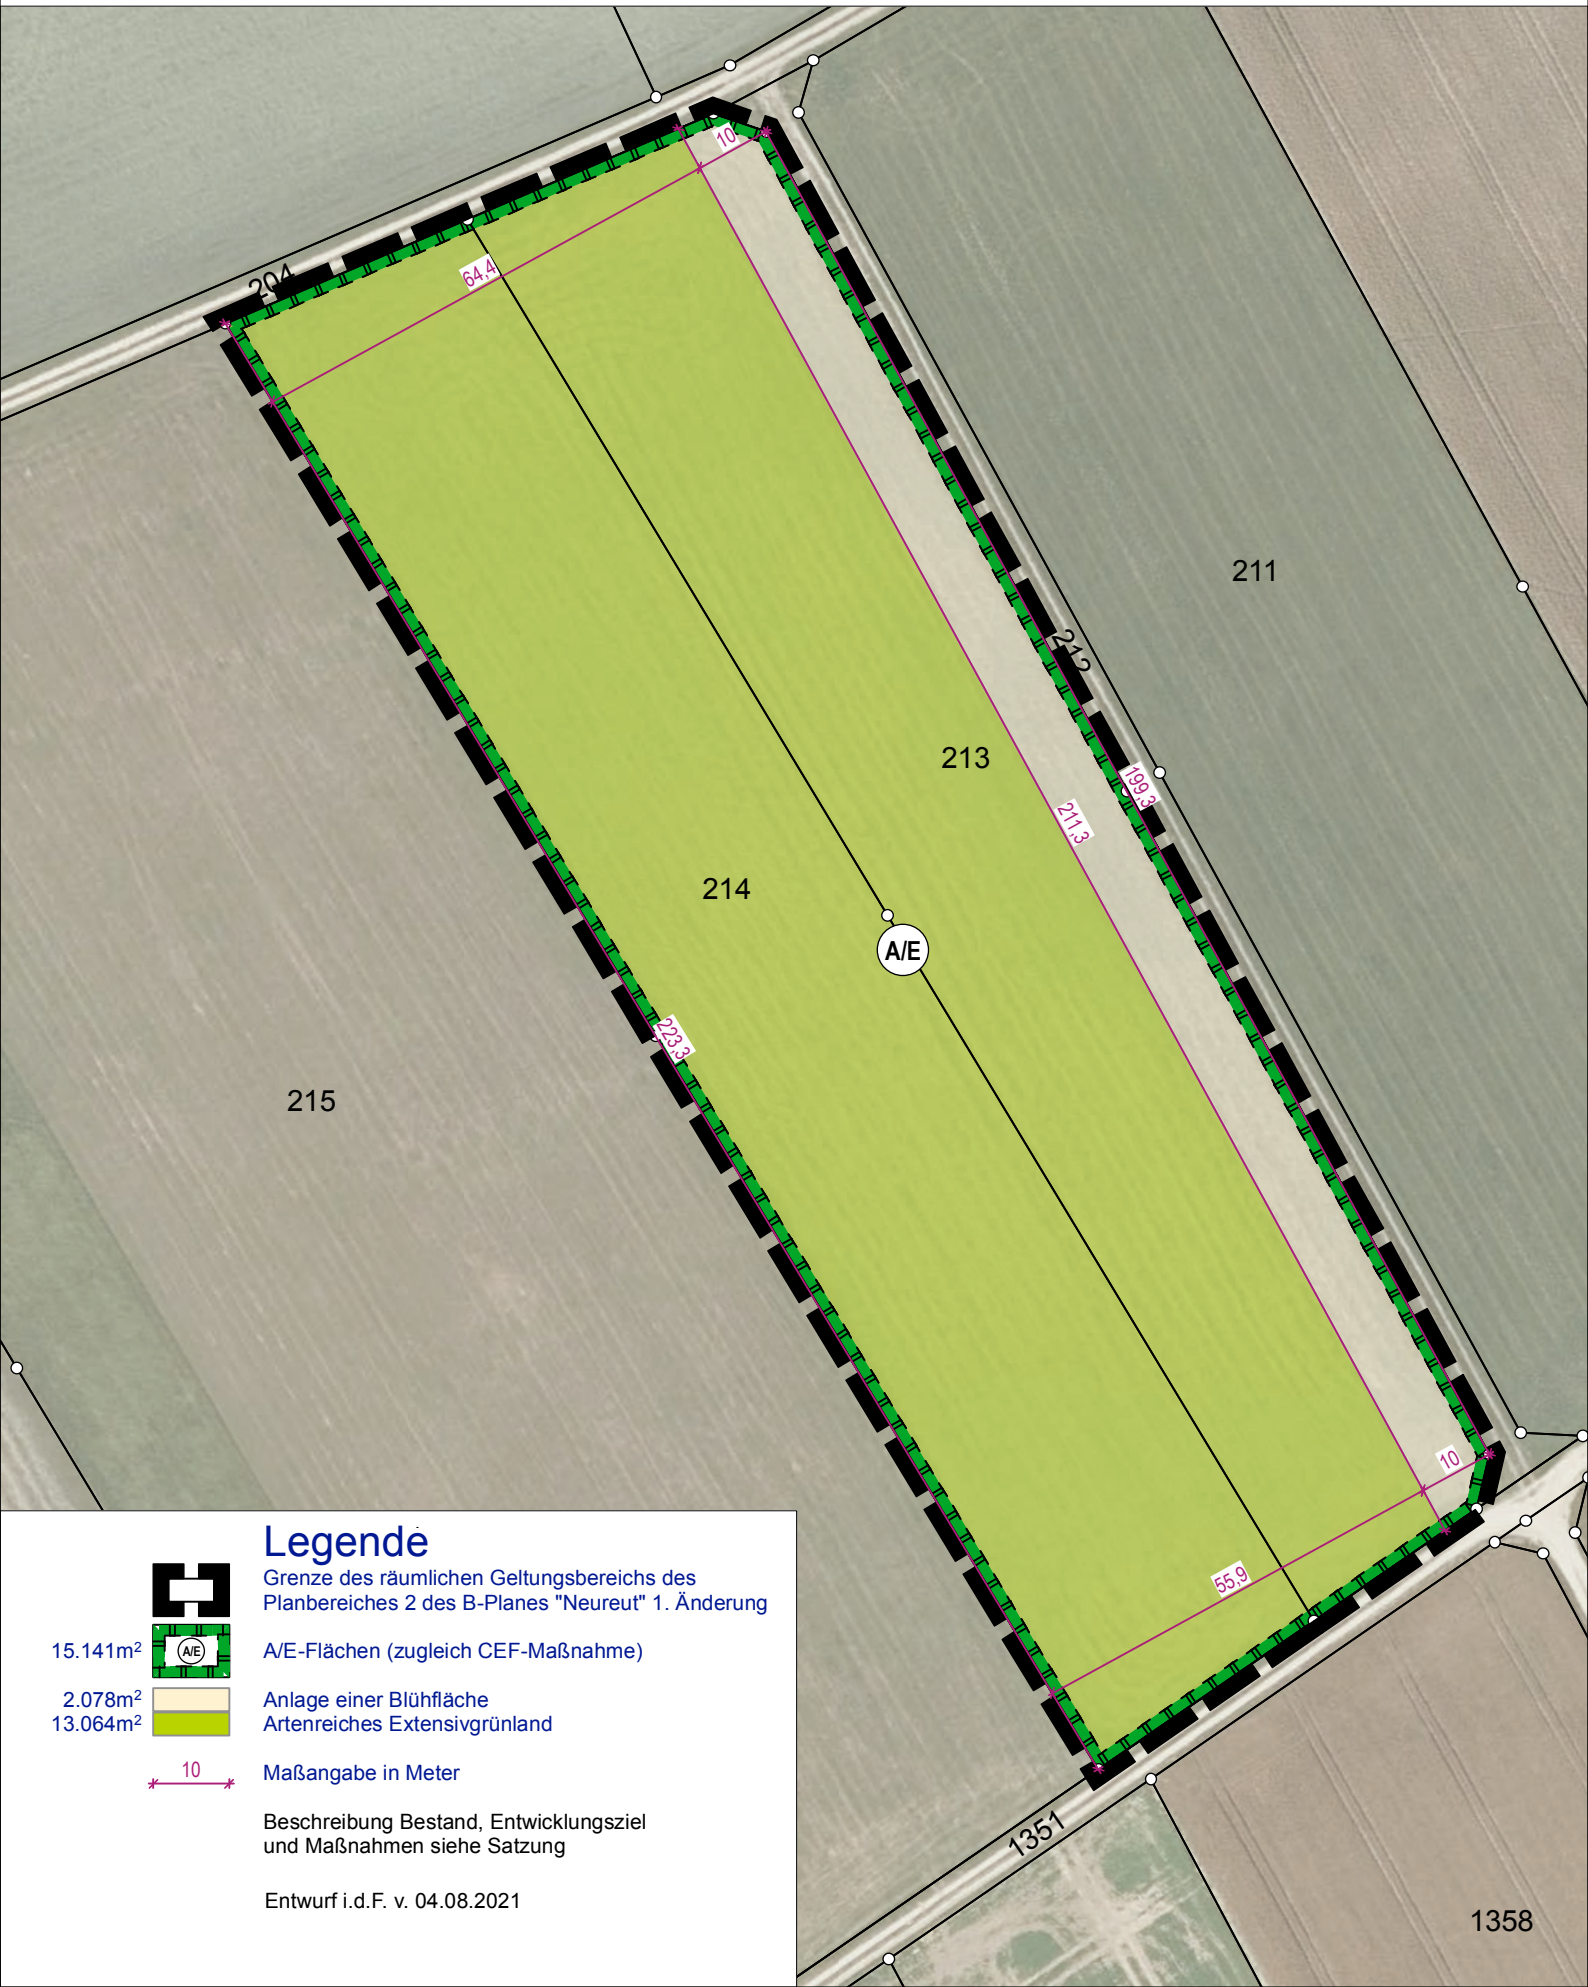 204
10
64,4
211
212
213
199,3
211,3
214
A/E
223,3
215
10
55,9
1351
1358
Legende
Grenze des räumlichen Geltungsbereichs des
Planbereiches 2 des B-Planes "Neureut" 1. Änderung
15.141m² A/E A/E-Flächen (zugleich CEF-Maßnahme)
2.078m² Anlage einer Blühfläche
13.064m² Artenreiches Extensivgrünland
10 Maßangabe in Meter
Beschreibung Bestand, Entwicklungsziel
und Maßnahmen siehe Satzung
Entwurf i.d.F. v. 04.08.2021